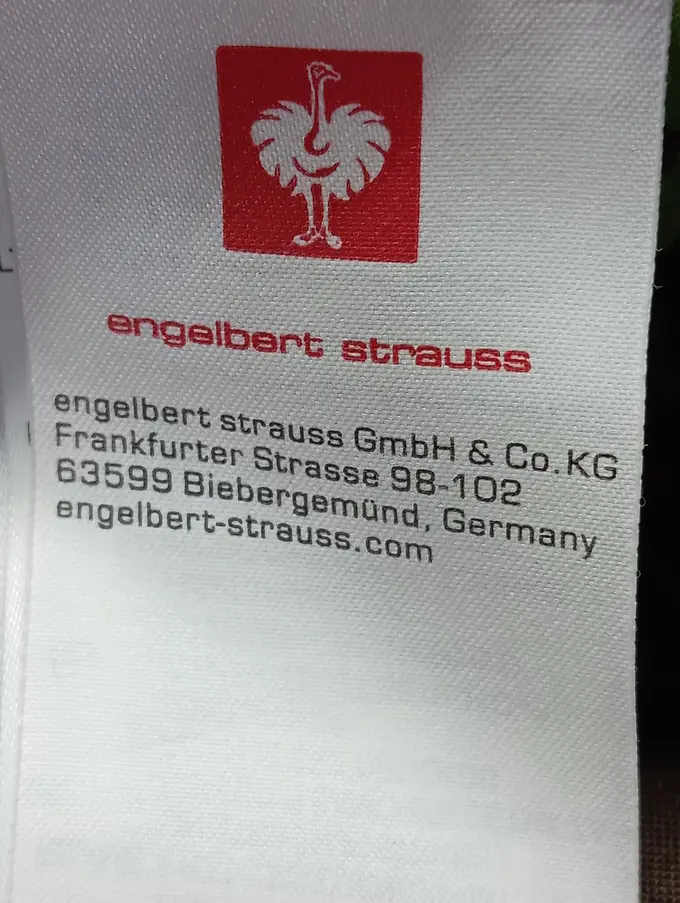 engelbert strauss
engelbert strauss GmbH & Co.KG
Frankfurter Strasse 98-102
63599 Biebergemünd, Germany
engelbert-strauss.com